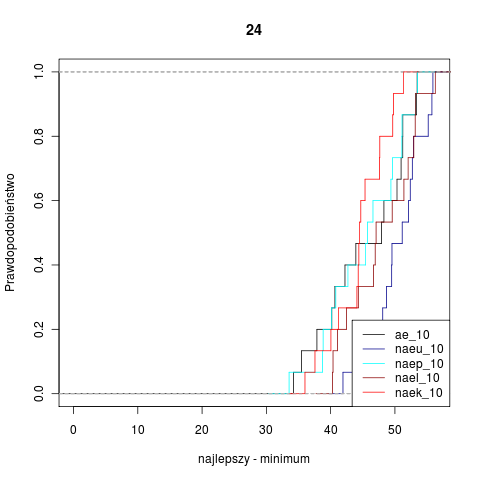 24
Prawdopodobieństwo
1.0
0.8
0.6
0.4
0.2
0.0
ae_10
naeu_10
naep_10
nael_10
naek_10
0 10 20 30 40 50
najlepszy - minimum